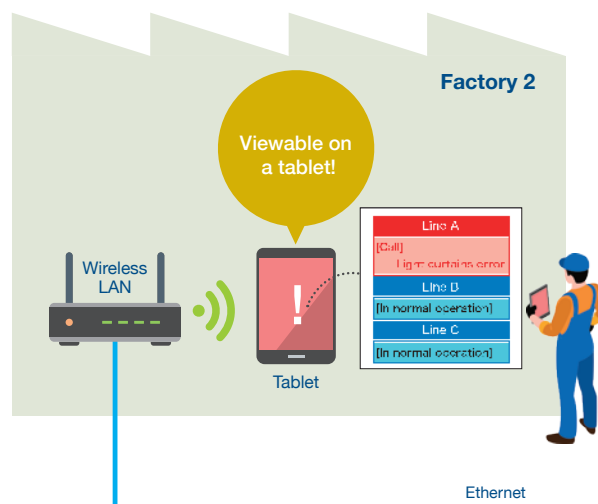 Factory 2
Viewable on
a tablet!
Wireless
LAN
Tablet
!
Line A
[Call]
Light curtains error
Line B
[In normal operation]
Line C
[In normal operation]
Ethernet